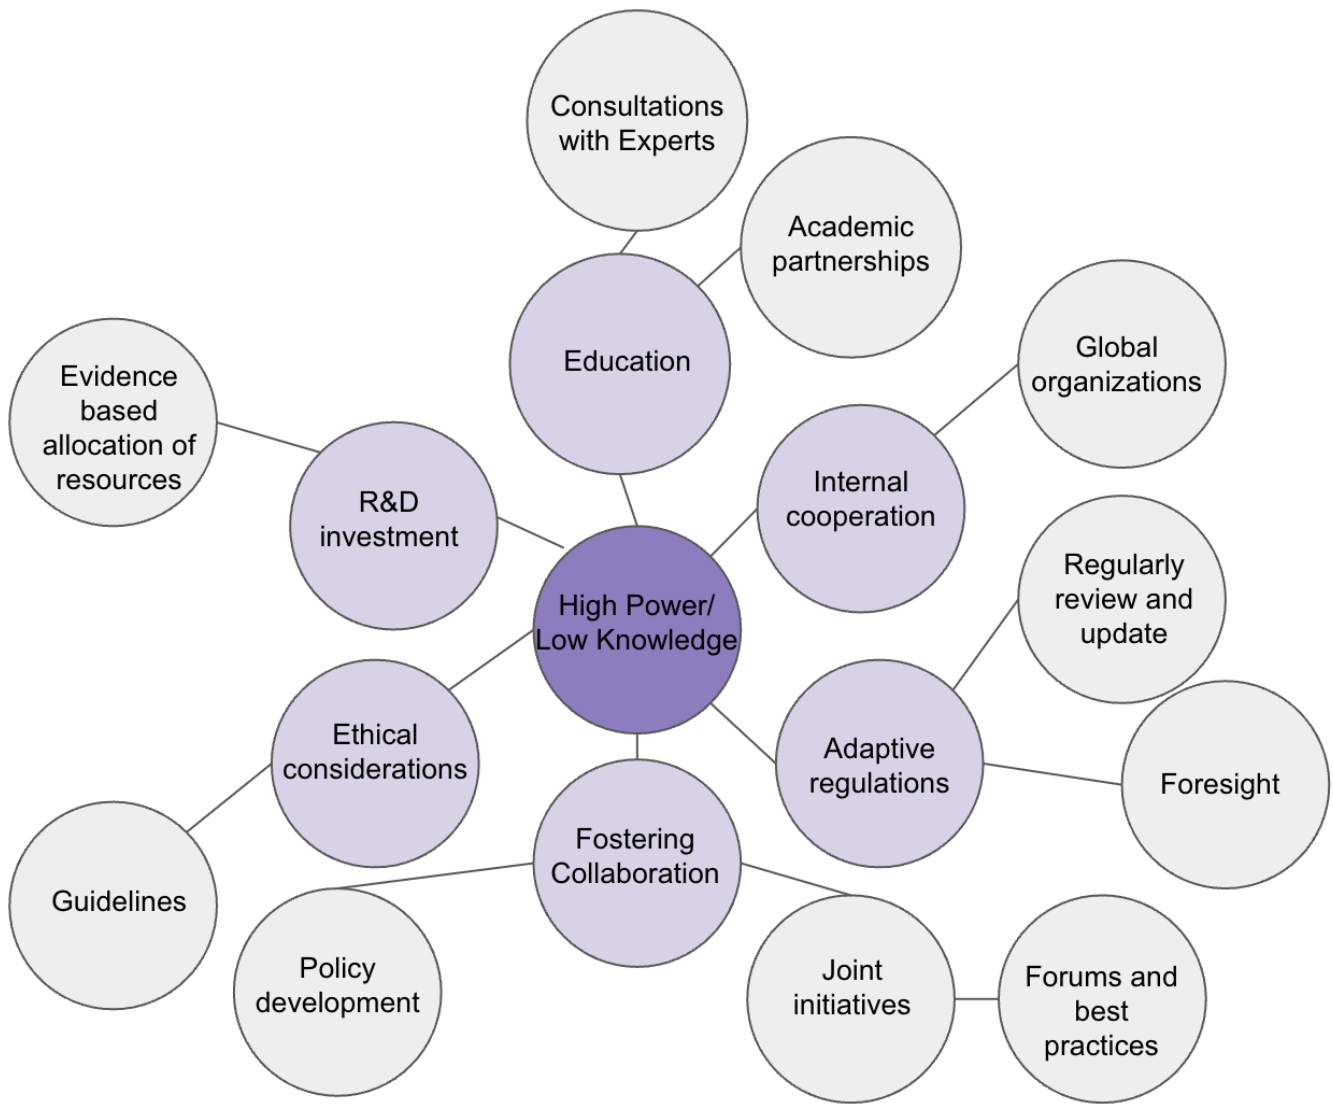 Consultations
with Experts
Academic
partnerships
Education
Global
organizations
Evidence
based
allocation of
resources
R&D
investment
Internal
cooperation
High Power/
Low Knowledge
Regularly
review and
update
Ethical
considerations
Adaptive
regulations
Foresight
Fostering
Collaboration
Guidelines
Policy
development
Joint
initiatives
Forums and
best
practices